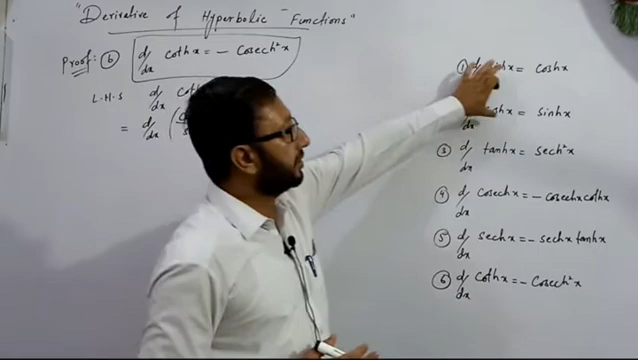 "Derivative of Hyperbolic Functions"
Proof: ⑥ d/dx cothx = - cosech²x
L.H.S d/dx
= d/dx (
① = coshx
= sinhx
③ d/dx tanhx = sech²x
④ d/dx cosechx = - cosechx cothx
⑤ d/dx sechx = - sechx tanhx
⑥ d/dx cothx = - cosech²x